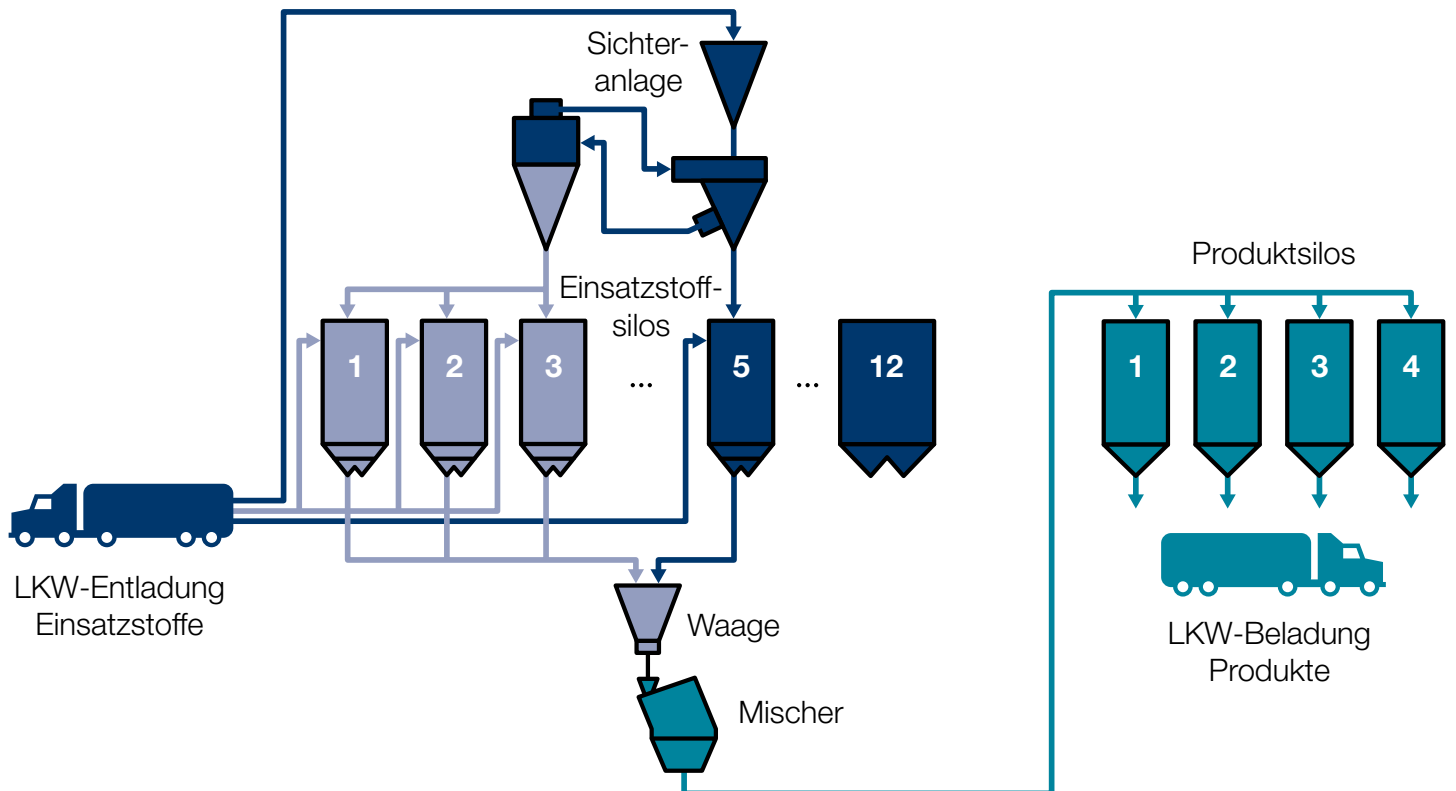 Sichter-
anlage
Einsatzstoff-
silos
Produktsilos
1
2
3
...
5
...
12
1
2
3
4
LKW-Entladung
Einsatzstoffe
Waage
Mischer
LKW-Beladung
Produkte